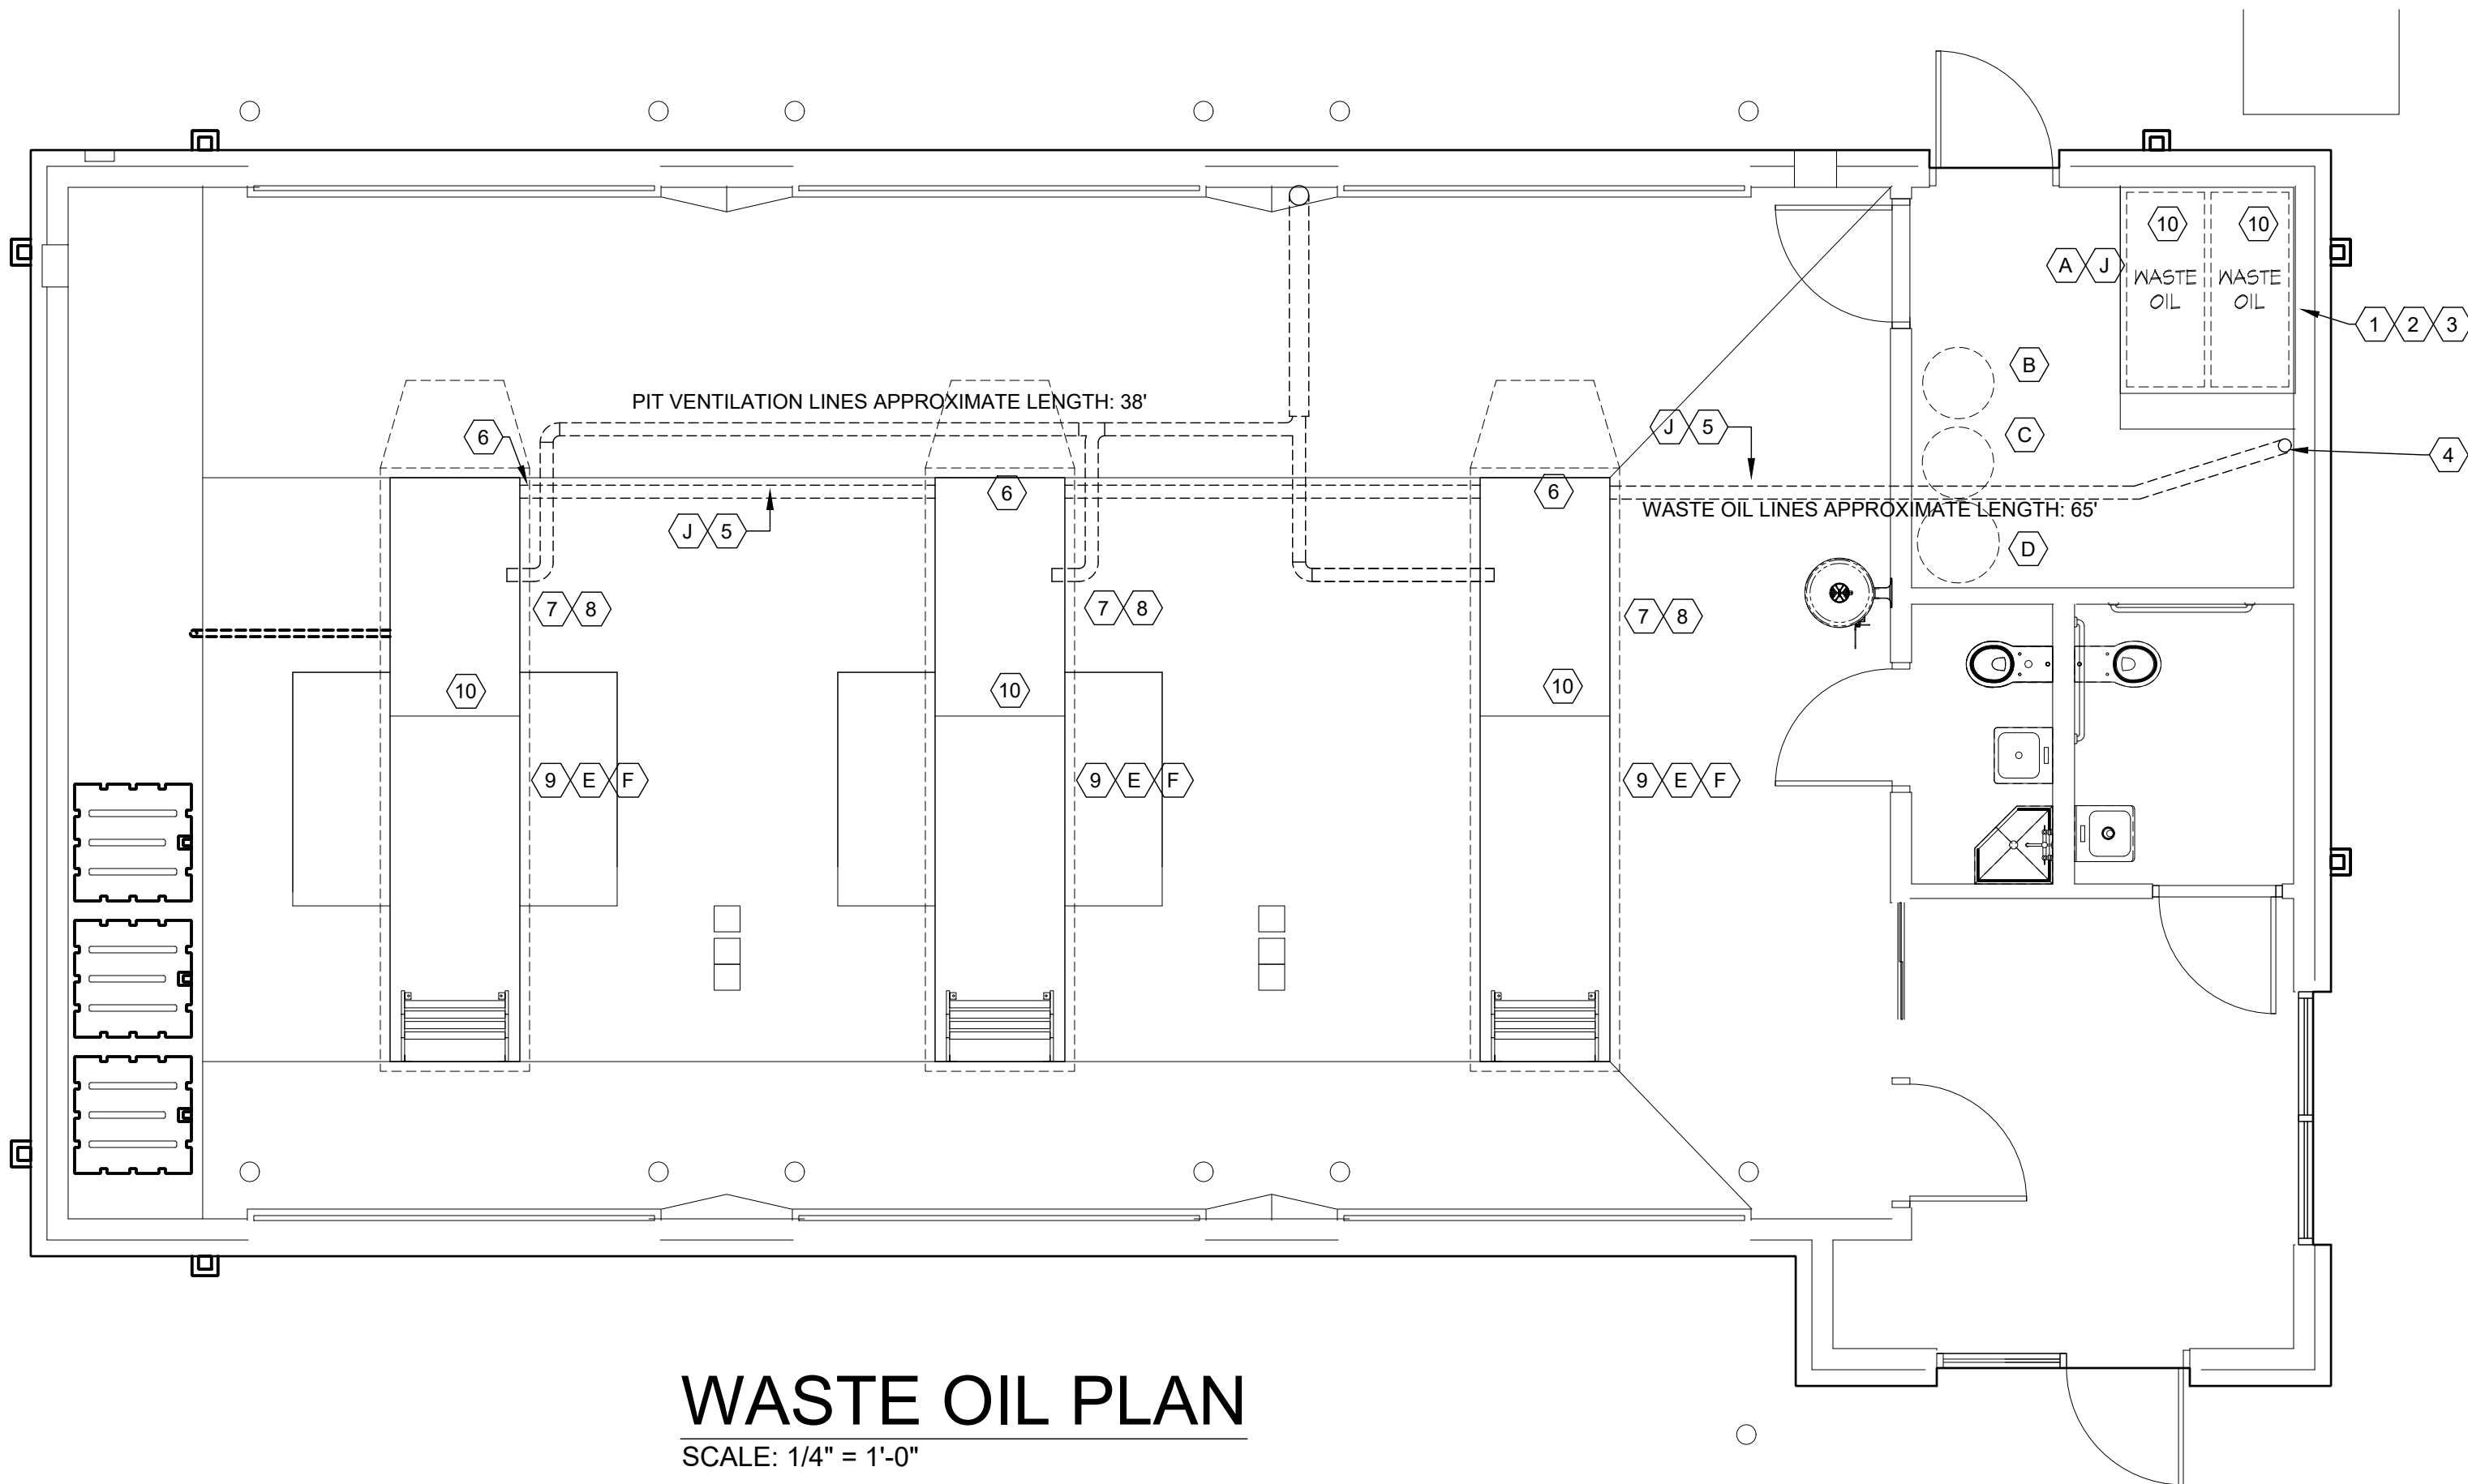 10 10
A J
WASTE OIL
WASTE OIL
1 2 3
B
PIT VENTILATION LINES APPROXIMATE LENGTH: 38'
6
J 5
C
4
6
6
WASTE OIL LINES APPROXIMATE LENGTH: 65'
J 5
D
7 8
7 8
7 8
10
10
10
9 E F
9 E F
9 E F
WASTE OIL PLAN
SCALE: 1/4" = 1'-0"